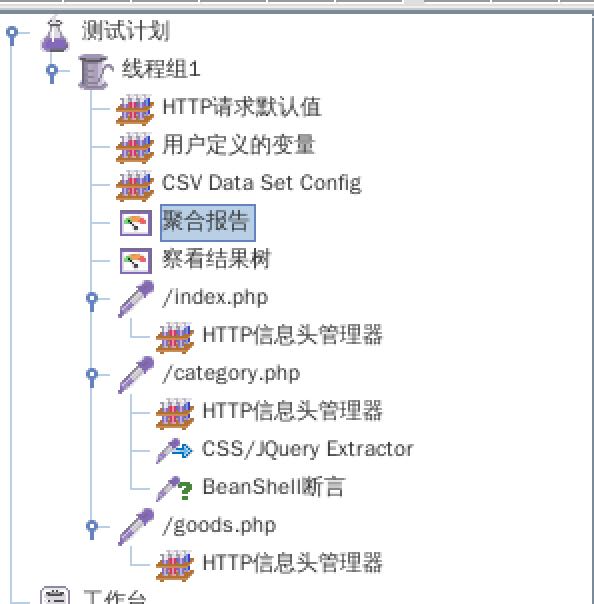 测试计划
线程组1
HTTP请求默认值
用户定义的变量
CSV Data Set Config
聚合报告
察看结果树
/index.php
HTTP信息头管理器
/category.php
HTTP信息头管理器
CSS/JQuery Extractor
BeanShell断言
/goods.php
HTTP信息头管理器
工作台